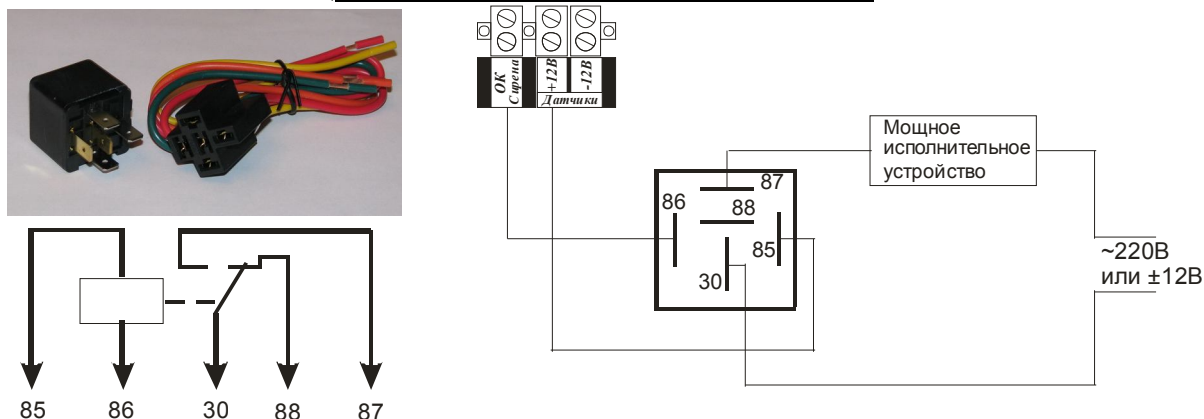 ОК
Сирена
+12В
-12В
Датчики
Мощное
исполнительное
устройство
87
86
88
85
30
~220В
или ±12В
85 86 30 88 87